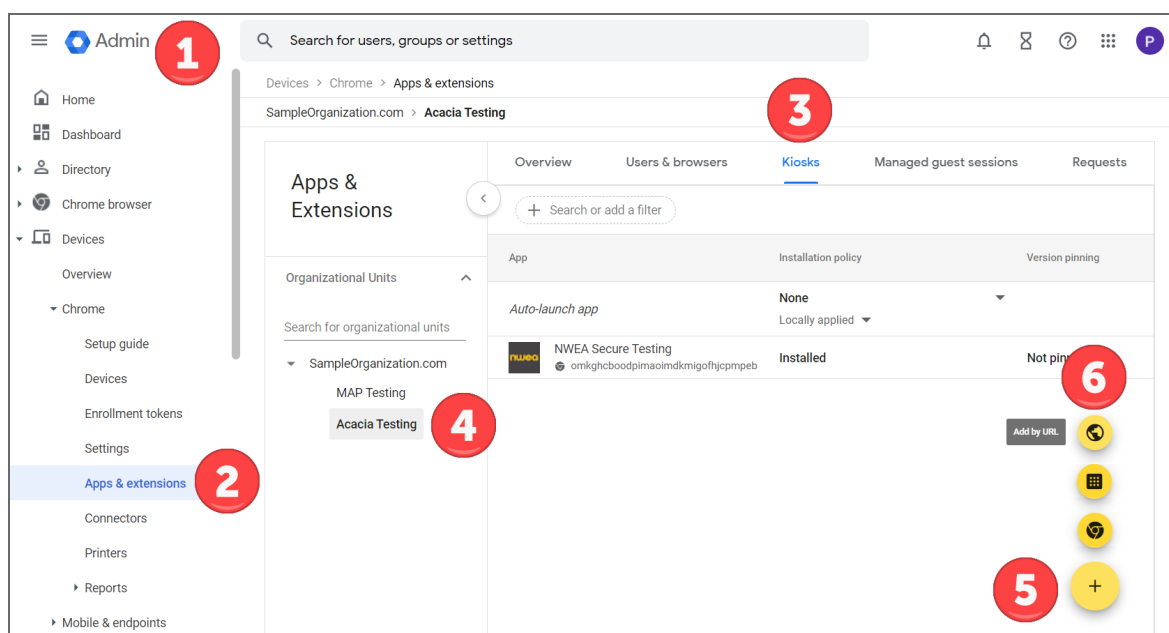 Admin
1
Search for users, groups or settings
P
Home
Dashboard
Directory
Chrome browser
Devices
Overview
Chrome
Setup guide
Devices
Enrollment tokens
Settings
Apps & extensions
2
Connectors
Printers
Reports
Mobile & endpoints
Devices > Chrome > Apps & extensions
SampleOrganization.com > Acacia Testing
3
Apps &
Extensions
Organizational Units
Search for organizational units
SampleOrganization.com
MAP Testing
Acacia Testing
4
Overview Users & browsers Kiosks Managed guest sessions Requests
+ Search or add a filter
App Installation policy Version pinning
Auto-launch app
None
Locally applied
nwea
NWEA Secure Testing
omkghcboodpimaoimdkmigofhjcpmpeb
Installed
Not
6
Add by URL
5
+